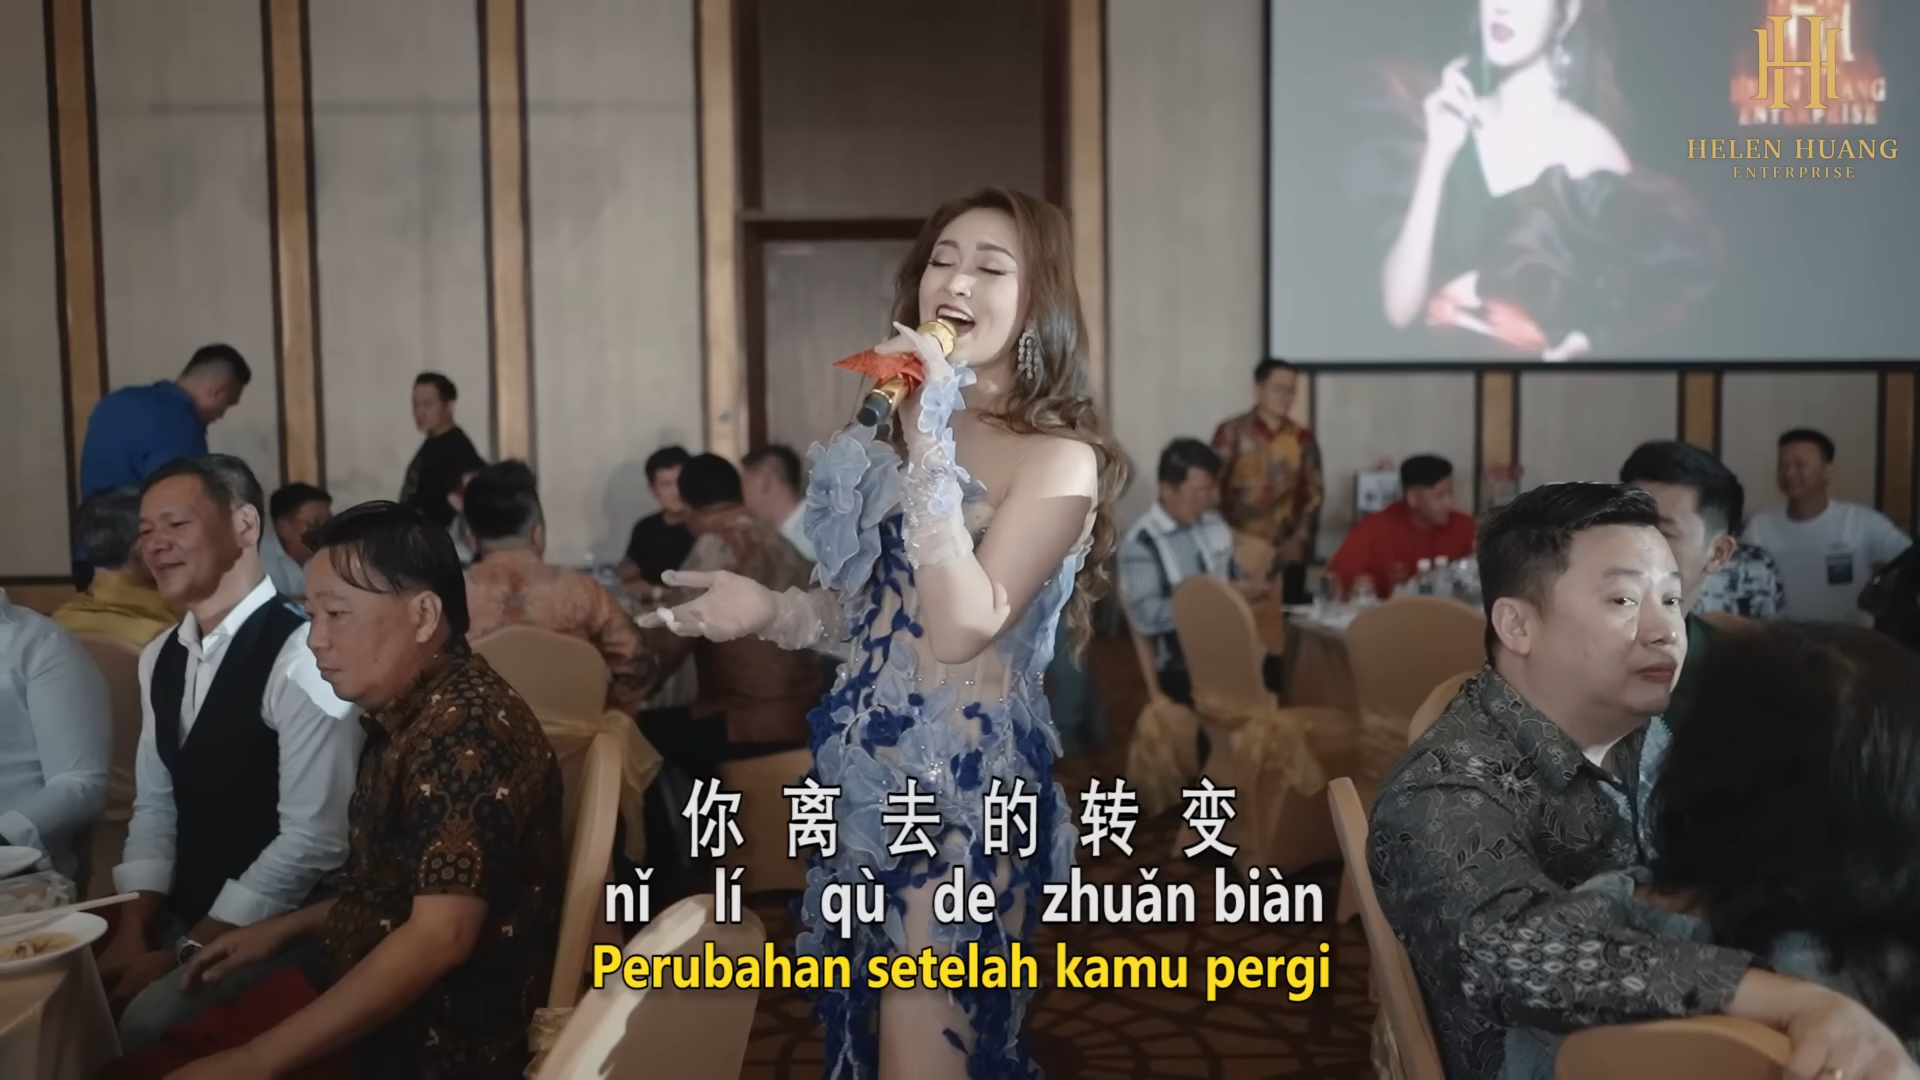 HELEN HUANG
ENTERPRISE
ENTERPRISE
你离去的转变
nǐ lí qù de zhuǎn biàn
Perubahan setelah kamu pergi